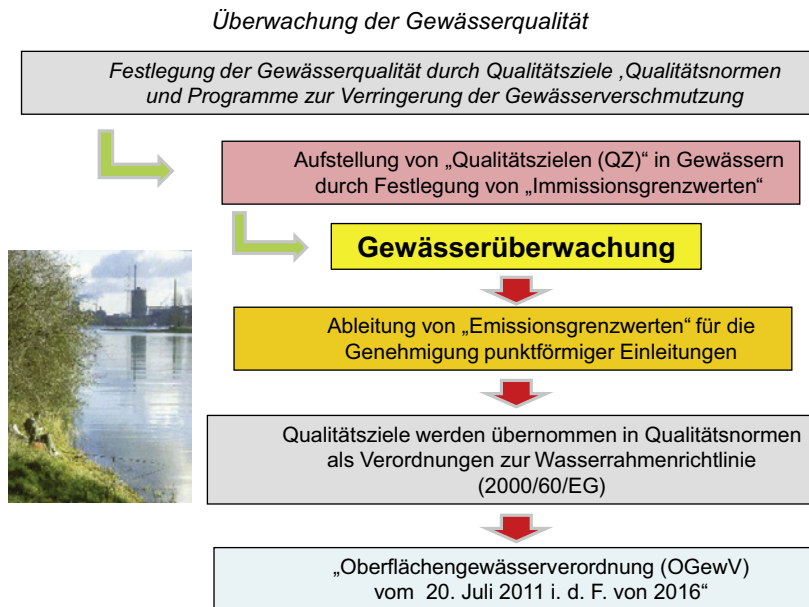 Überwachung der Gewässerqualität
Festlegung der Gewässerqualität durch Qualitätsziele ,Qualitätsnormen
und Programme zur Verringerung der Gewässerverschmutzung
Aufstellung von „Qualitätszielen (QZ)“ in Gewässern
durch Festlegung von „Immissionsgrenzwerten“
Gewässerüberwachung
Ableitung von „Emissionsgrenzwerten“ für die
Genehmigung punktförmiger Einleitungen
Qualitätsziele werden übernommen in Qualitätsnormen
als Verordnungen zur Wasserrahmenrichtlinie
(2000/60/EG)
„Oberflächengewässerverordnung (OGewV)
vom 20. Juli 2011 i. d. F. von 2016“